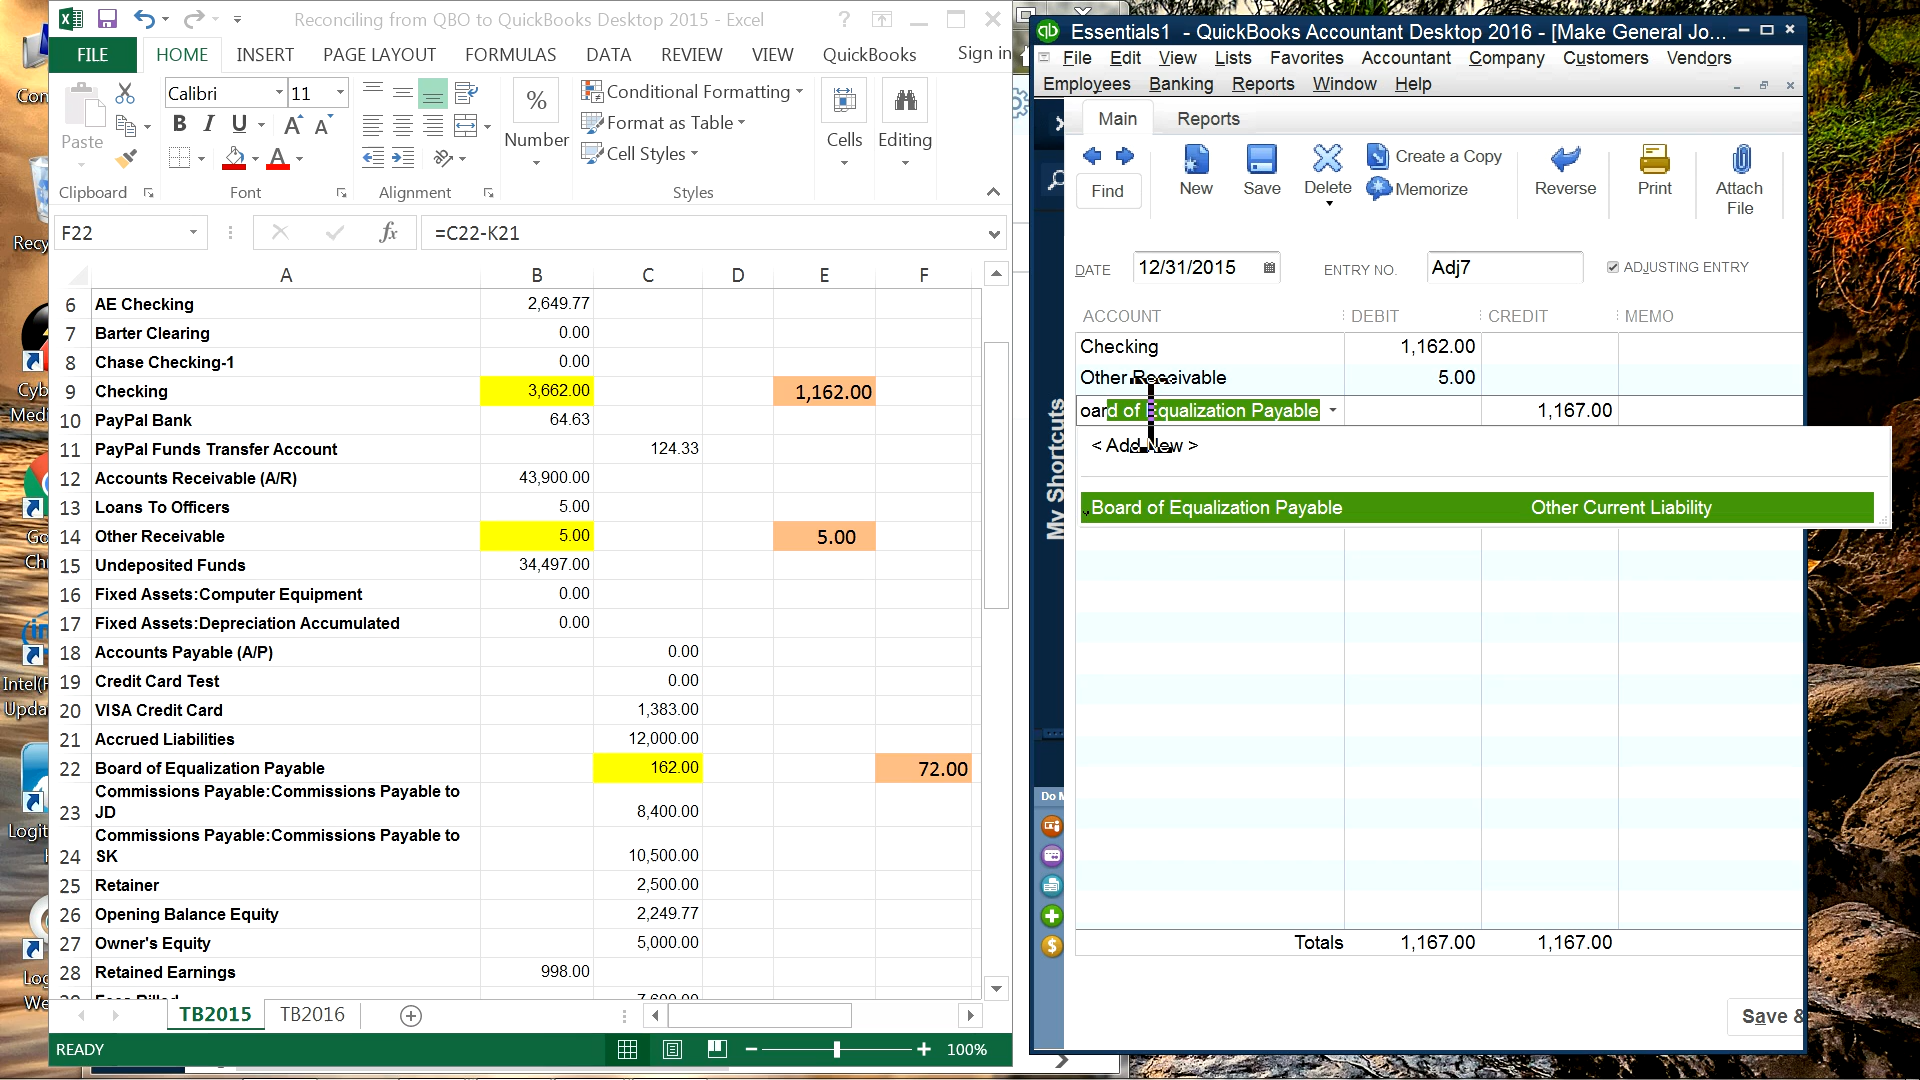 Reconciling from QBO to QuickBooks Desktop 2015 - Excel
?
FILE
HOME
INSERT
PAGE LAYOUT
FORMULAS
DATA
REVIEW
VIEW
QuickBooks
Sign in
Paste
Calibri
11
B I U
A A
A
%
Number
Conditional Formatting
Format as Table
Cell Styles
Cells
Editing
Clipboard
Font
Alignment
Styles
F22
fx
=C22-K21
A B C D E F
6 AE Checking 2,649.77
7 Barter Clearing 0.00
8 Chase Checking-1 0.00
9 Checking 3,662.00 1,162.00
10 PayPal Bank 64.63
11 PayPal Funds Transfer Account 124.33
12 Accounts Receivable (A/R) 43,900.00
13 Loans To Officers 5.00
14 Other Receivable 5.00 5.00
15 Undeposited Funds 34,497.00
16 Fixed Assets:Computer Equipment 0.00
17 Fixed Assets:Depreciation Accumulated 0.00
18 Accounts Payable (A/P) 0.00
19 Credit Card Test 0.00
20 VISA Credit Card 1,383.00
21 Accrued Liabilities 12,000.00
22 Board of Equalization Payable 162.00 72.00
Commissions Payable:Commissions Payable to
23 JD 8,400.00
Commissions Payable:Commissions Payable to
24 SK 10,500.00
25 Retainer 2,500.00
26 Opening Balance Equity 2,249.77
27 Owner's Equity 5,000.00
28 Retained Earnings 998.00
TB2015
TB2016
READY
100%
qb Essentials1 - QuickBooks Accountant Desktop 2016 - [Make General Jo...
File Edit View Lists Favorites Accountant Company Customers Vendors
Employees Banking Reports Window Help
Main
Reports
Find
New
Save
Delete
Create a Copy
Memorize
Reverse
Print
Attach
File
DATE
12/31/2015
ENTRY NO.
Adj7
ADJUSTING ENTRY
ACCOUNT DEBIT CREDIT MEMO
Checking 1,162.00
Other Receivable 5.00
oard of Equalization Payable 1,167.00
< Add New >
Board of Equalization Payable Other Current Liability
Totals 1,167.00 1,167.00
Save &
My Shortcuts
Do M
Con
Recy
Cyb
Medi
Go
Ch
Intel(R
Upda
Logit
Log
We